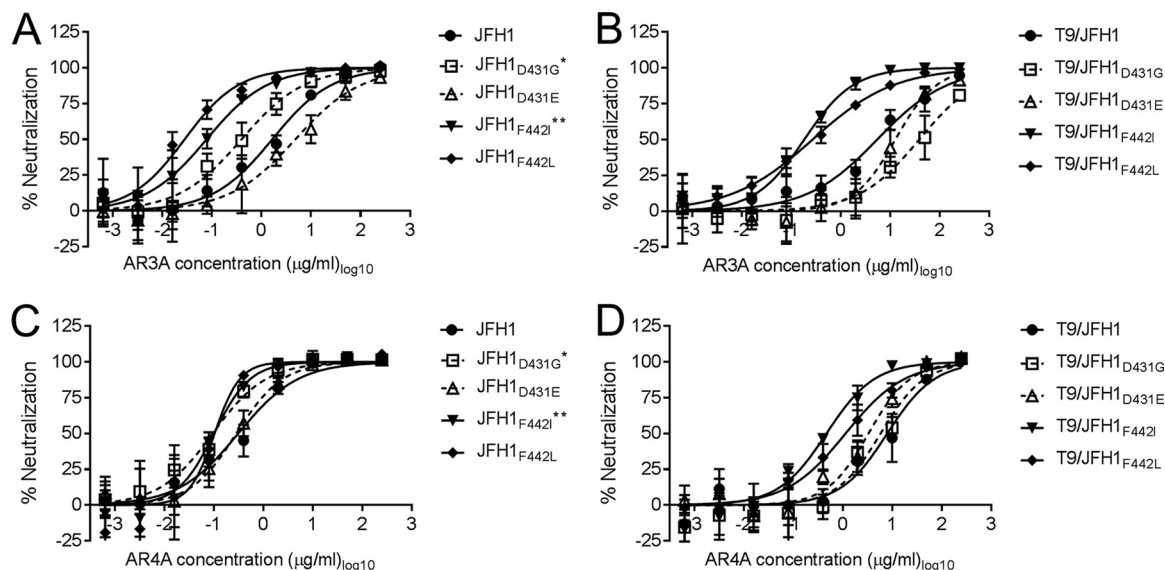 A
125
100
75
50
25
0
-25
-3
-2
-1
0
1
2
3
% Neutralization
AR3A concentration (µg/ml)log10
JFH1
JFH1D431G*
JFH1D431E
JFH1F442I**
JFH1F442L
B
125
100
75
50
25
0
-25
-3
-2
-1
0
1
2
3
% Neutralization
AR3A concentration (µg/ml)log10
T9/JFH1
T9/JFH1D431G
T9/JFH1D431E
T9/JFH1F442I
T9/JFH1F442L
C
125
100
75
50
25
0
-25
-3
-2
-1
0
1
2
3
% Neutralization
AR4A concentration (µg/ml)log10
JFH1
JFH1D431G*
JFH1D431E
JFH1F442I**
JFH1F442L
D
125
100
75
50
25
0
-25
-3
-2
-1
0
1
2
3
% Neutralization
AR4A concentration (µg/ml)log10
T9/JFH1
T9/JFH1D431G
T9/JFH1D431E
T9/JFH1F442I
T9/JFH1F442L